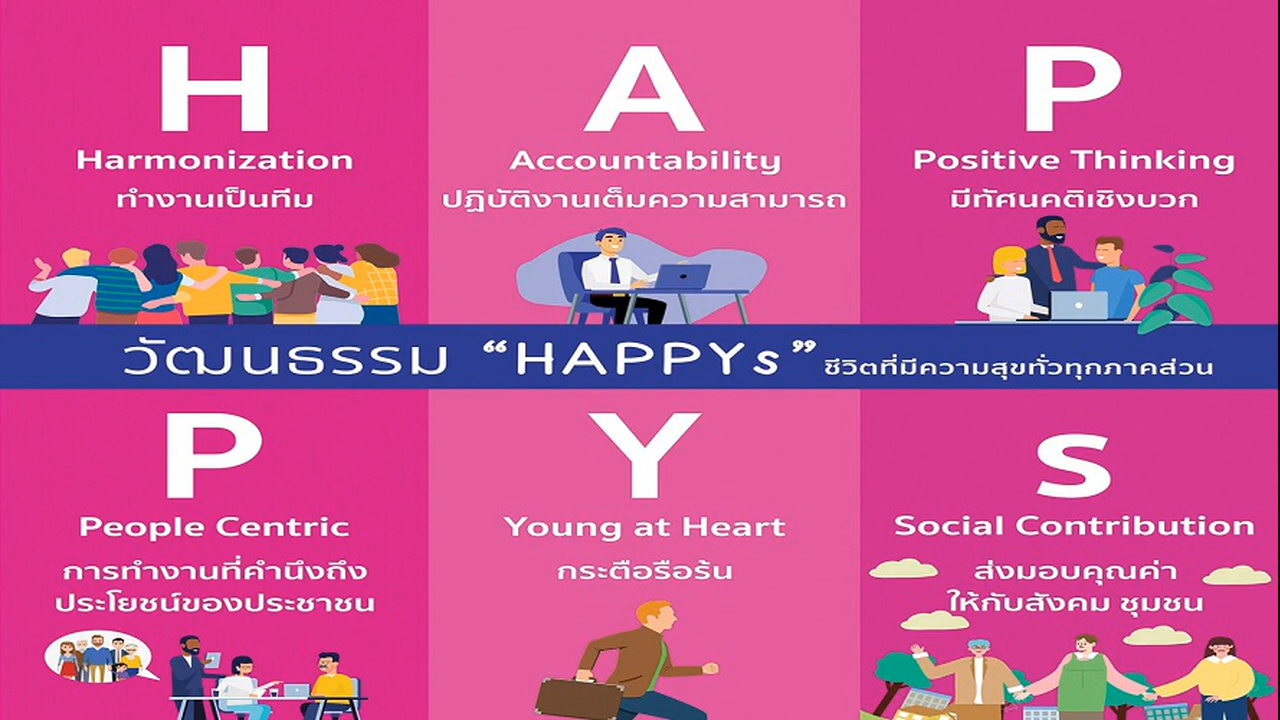 H
Harmonization
ทำงานเป็นทีม
A
Accountability
ปฏิบัติงานเต็มความสามารถ
P
Positive Thinking
มีทัศนคติเชิงบวก
วัฒนธรรม “HAPPYs” ชีวิตที่มีความสุขทั่วทุกภาคส่วน
P
People Centric
การทำงานที่คำนึงถึง
ประโยชน์ของประชาชน
Y
Young at Heart
กระตือรือร้น
s
Social Contribution
ส่งมอบคุณค่า
ให้กับสังคม ชุมชน